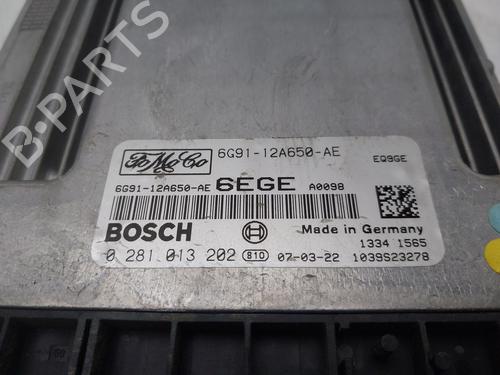 FoMoCo 6G91-12A650-AE EQ9GE
6G91-12A650-AE 6EGE A0098
BOSCH Made in Germany
1334 1565
0 281 013 202 810 07-03-22 1039S23278
B-PARTS